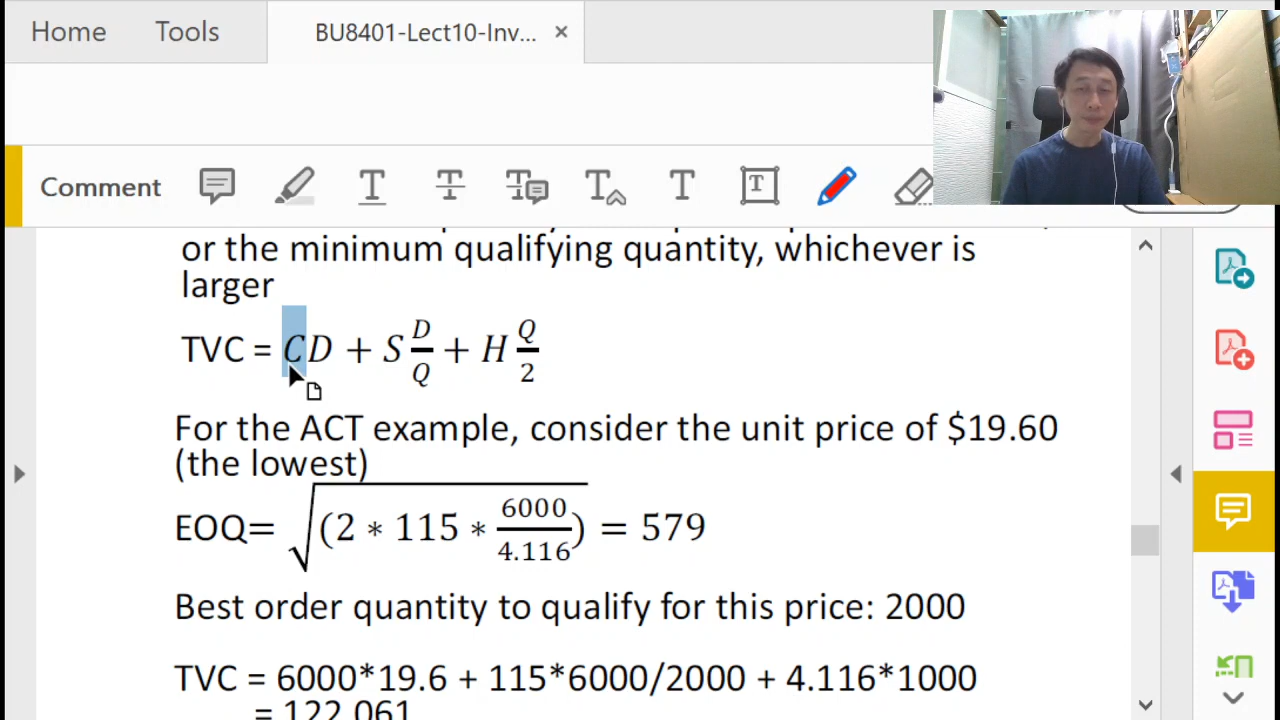 Home Tools BU8401-Lect10-Inv... ×
Comment
or the minimum qualifying quantity, whichever is
larger
TVC = CD + S D/Q + H Q/2
For the ACT example, consider the unit price of $19.60
(the lowest)
EOQ= √(2 * 115 * 6000/4.116) = 579
Best order quantity to qualify for this price: 2000
TVC = 6000*19.6 + 115*6000/2000 + 4.116*1000
= 122,061